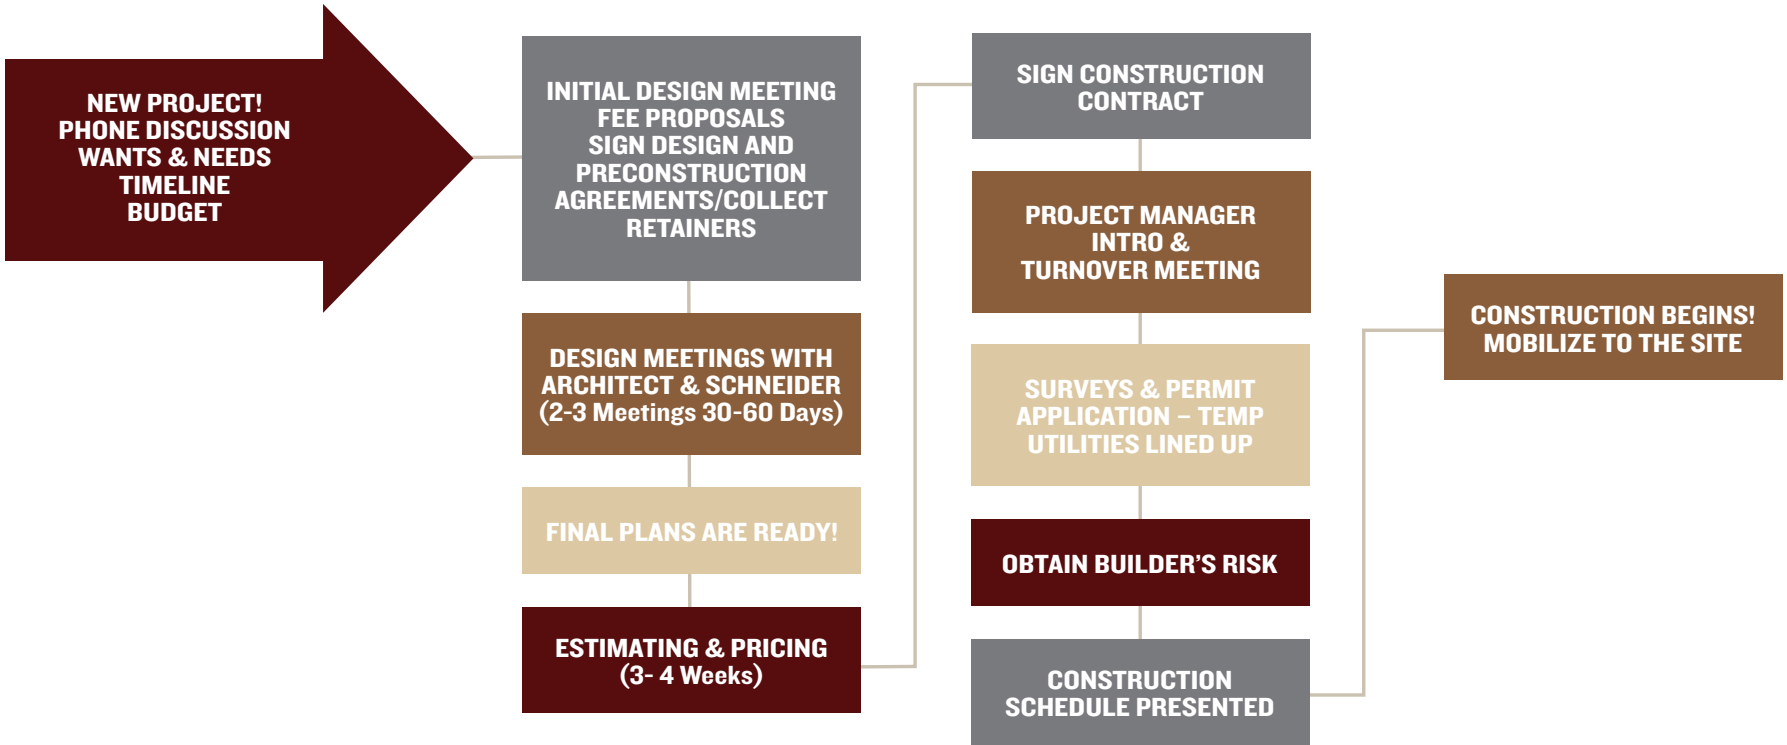 NEW PROJECT!
PHONE DISCUSSION
WANTS & NEEDS
TIMELINE
BUDGET
INITIAL DESIGN MEETING
FEE PROPOSALS
SIGN DESIGN AND
PRECONSTRUCTION
AGREEMENTS/COLLECT
RETAINERS
DESIGN MEETINGS WITH
ARCHITECT & SCHNEIDER
(2-3 Meetings 30-60 Days)
FINAL PLANS ARE READY!
ESTIMATING & PRICING
(3- 4 Weeks)
SIGN CONSTRUCTION
CONTRACT
PROJECT MANAGER
INTRO &
TURNOVER MEETING
SURVEYS & PERMIT
APPLICATION – TEMP
UTILITIES LINED UP
OBTAIN BUILDER’S RISK
CONSTRUCTION
SCHEDULE PRESENTED
CONSTRUCTION BEGINS!
MOBILIZE TO THE SITE